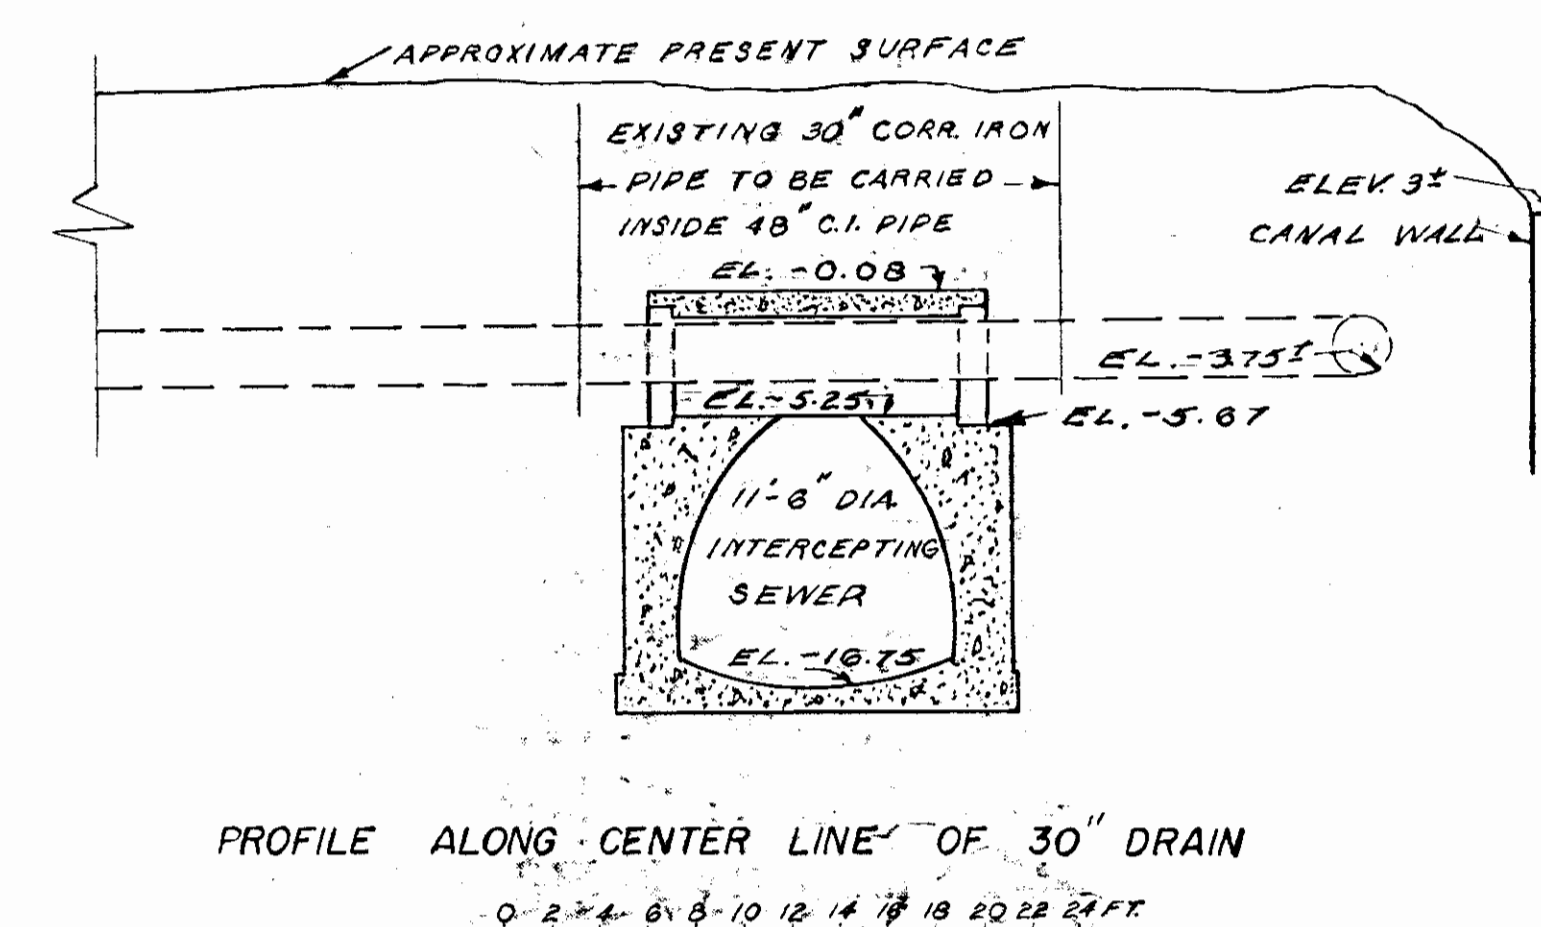 APPROXIMATE PRESENT SURFACE
EXISTING 30" CORR. IRON
PIPE TO BE CARRIED
INSIDE 48" C.I. PIPE
ELEV. 3±
CANAL WALL
EL. -0.08
EL. -3.75±
EL. -5.25
EL. -5.67
11'-6" DIA.
INTERCEPTING
SEWER
EL. -16.75
PROFILE ALONG CENTER LINE OF 30" DRAIN
0 2 4 6 8 10 12 14 16 18 20 22 24 FT.